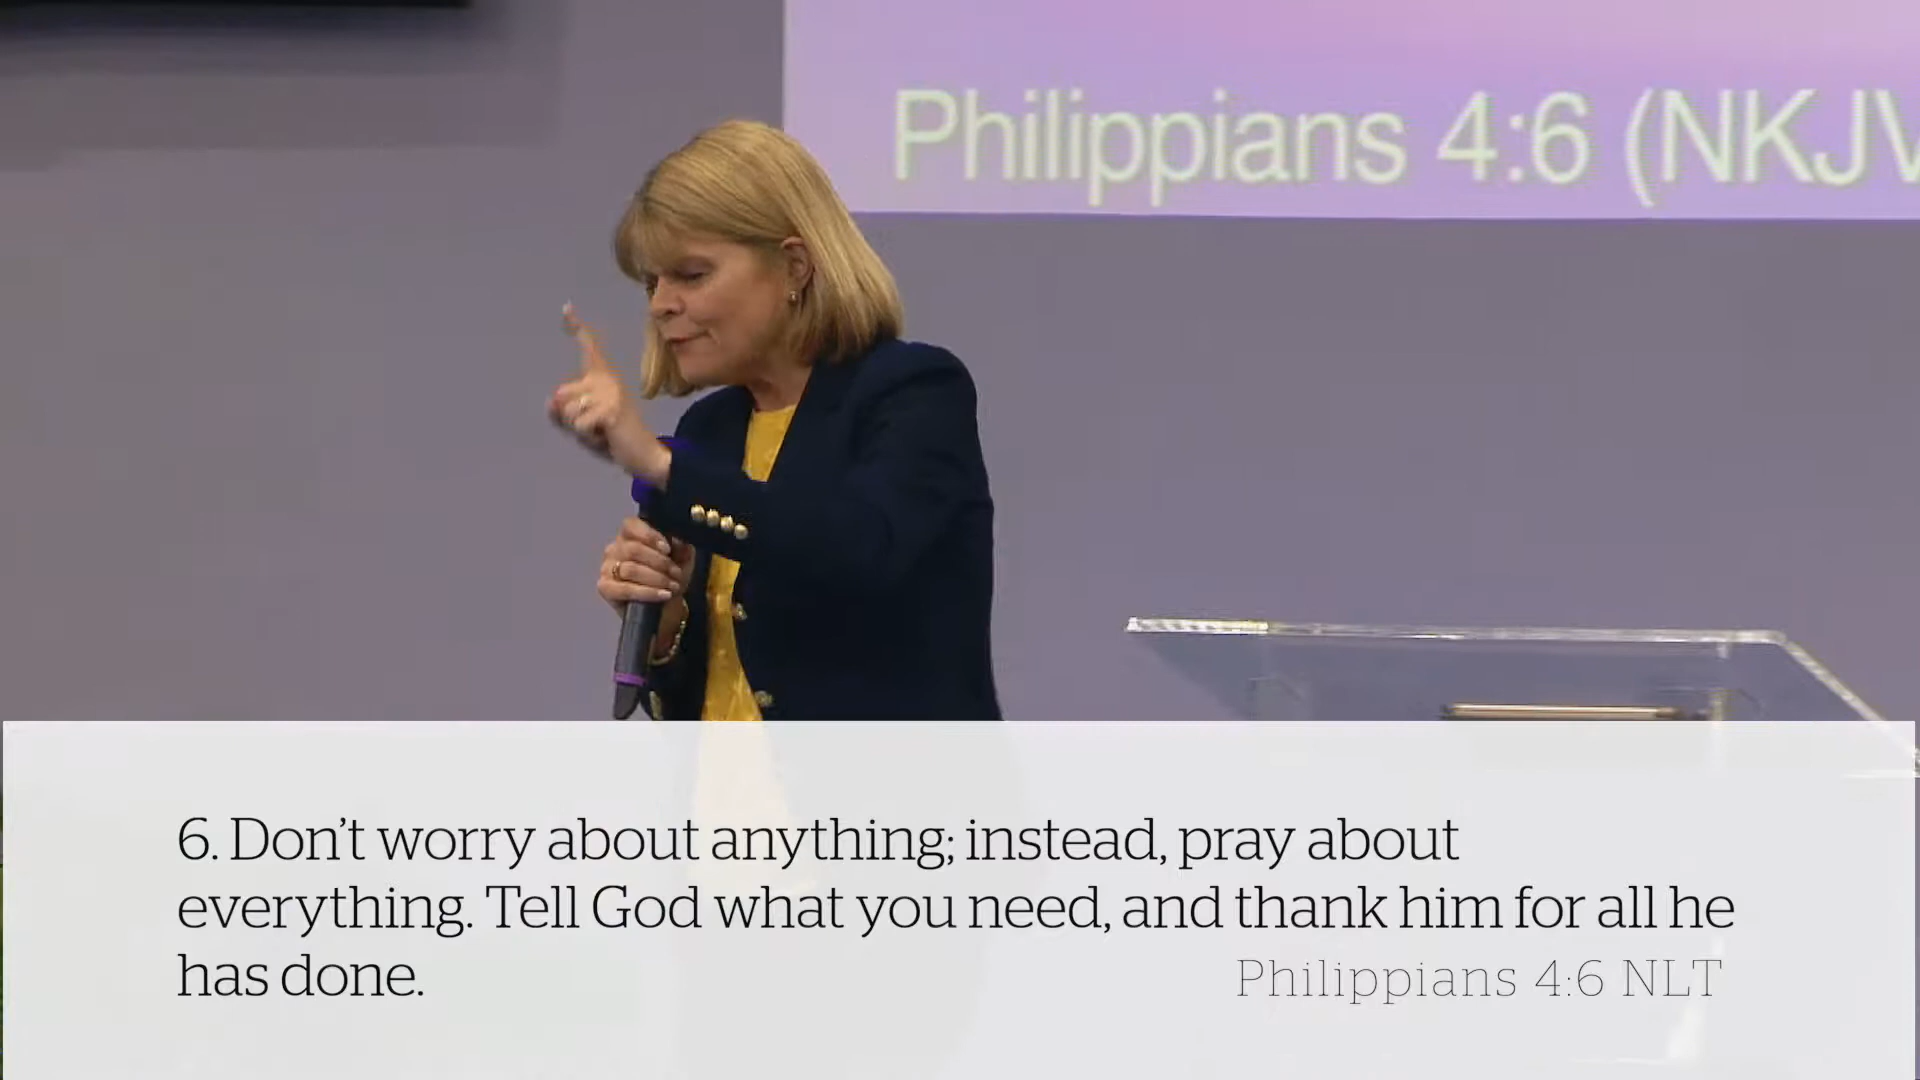 Philippians 4:6 (NKJV
6. Don't worry about anything; instead, pray about
everything. Tell God what you need, and thank him for all he
has done.
Philippians 4:6 NLT